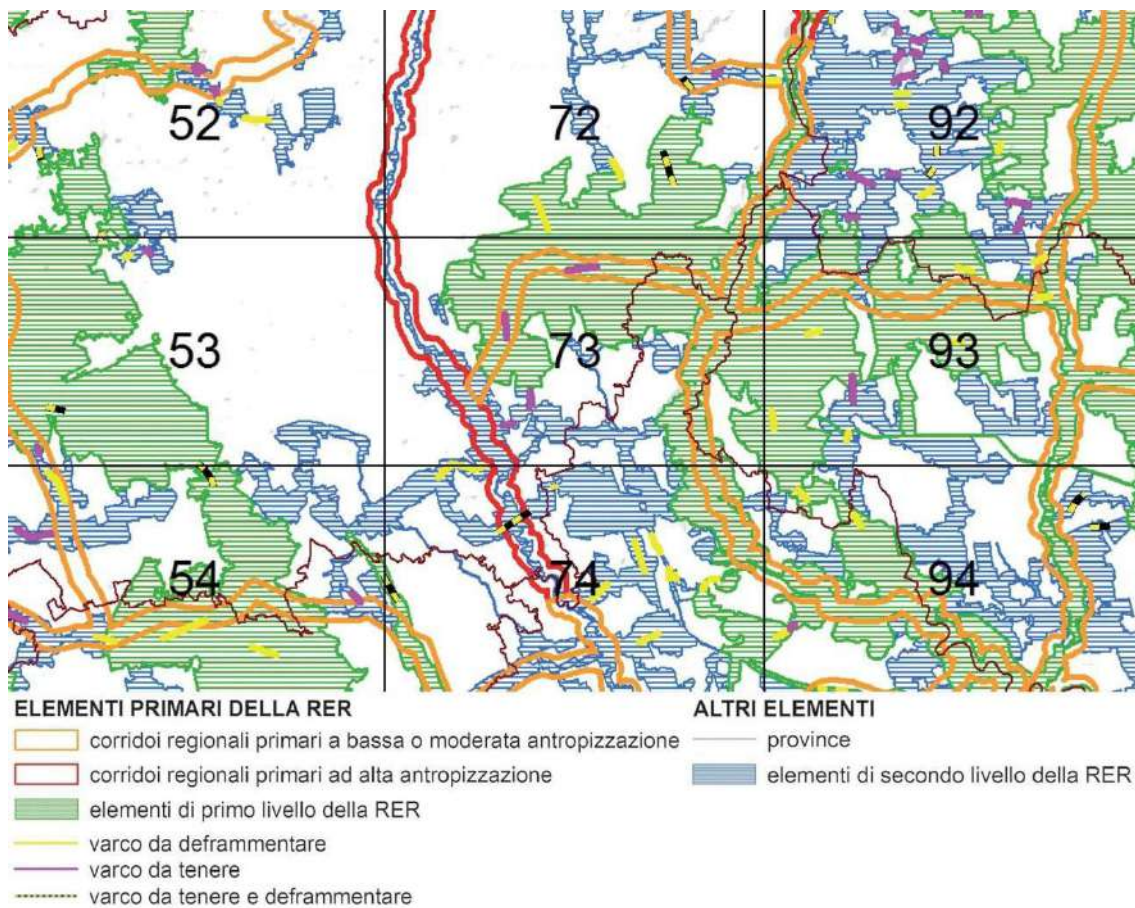 52
72
92
53
73
93
54
74
94
ELEMENTI PRIMARI DELLA RER
corridoi regionali primari a bassa o moderata antropizzazione
corridoi regionali primari ad alta antropizzazione
elementi di primo livello della RER
varco da deframmentare
varco da tenere
varco da tenere e deframmentare
ALTRI ELEMENTI
province
elementi di secondo livello della RER